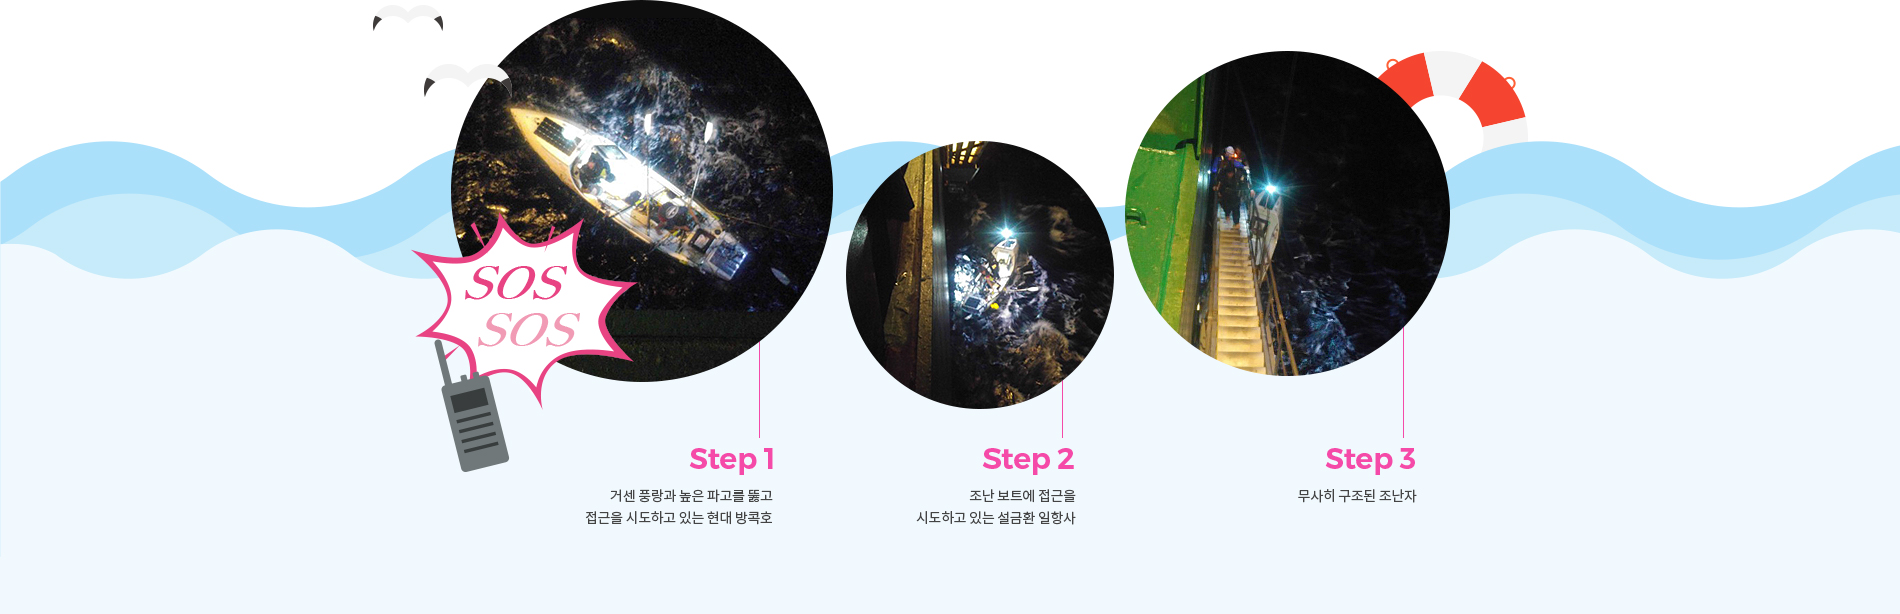 SOS
SOS
Step 1
거센 풍랑과 높은 파고를 뚫고
접근을 시도하고 있는 현대 방콕호
Step 2
조난 보트에 접근을
시도하고 있는 설금환 일항사
Step 3
무사히 구조된 조난자